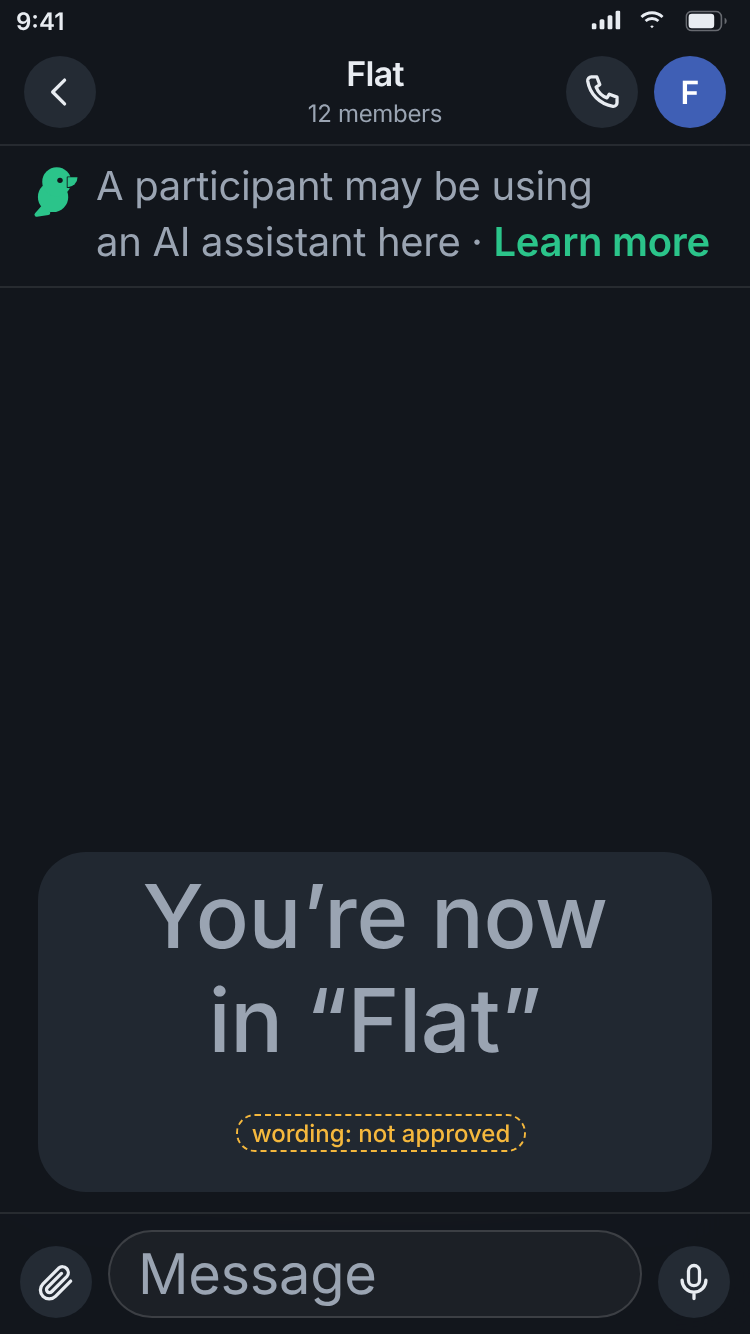 9:41
Flat
12 members
F
A participant may be using
an AI assistant here · Learn more
You’re now
in “Flat”
wording: not approved
Message